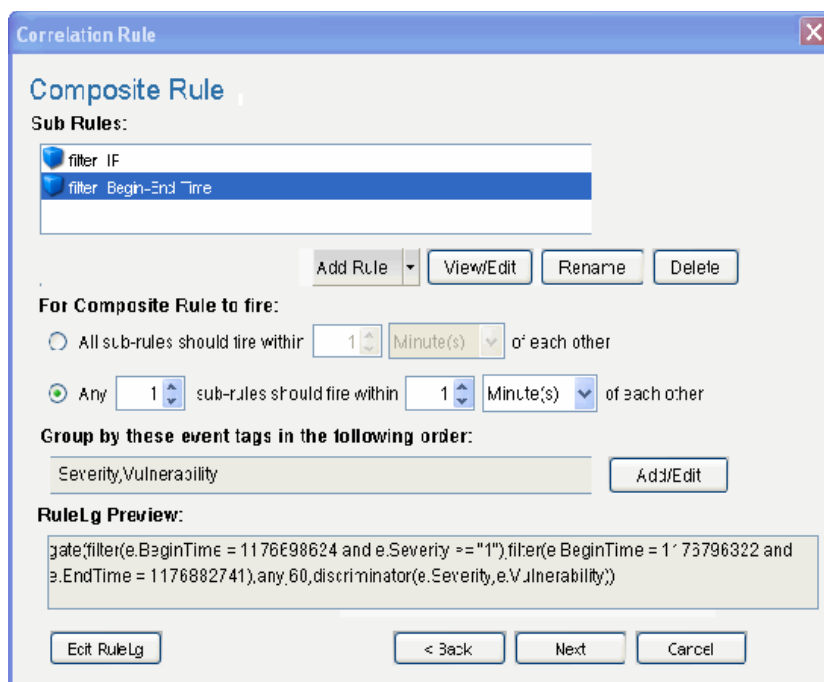 Correlation Rule
Composite Rule
Sub Rules:
filter IF
filter Begin-End Time
Add Rule View/Edit Rename Delete
For Composite Rule to fire:
All sub-rules should fire within 1 Minute(s) of each other
Any 1 sub-rules should fire within 1 Minute(s) of each other
Group by these event tags in the following order:
Severity,Vulnerability Add/Edit
RuleLg Preview:
gate(filter(e.BeginTime = 1176698624 and e.Severity >="1"),filter(e BeginTime = 1176796322 and
e.EndTime = 1176882741),any,60,discriminator(e.Severity,e.Vulnerability))
Edit RuleLg < Back Next Cancel